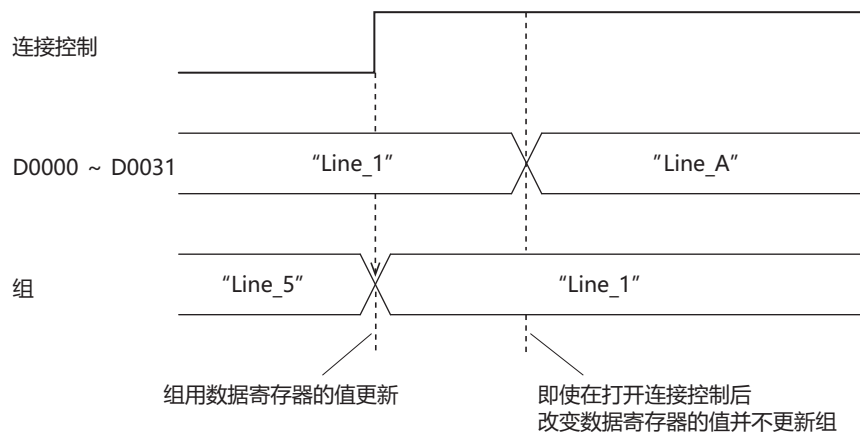 连接控制
D0000 ~ D0031
“Line_1”
“Line_A”
组
“Line_5”
“Line_1”
组用数据寄存器的值更新
即使在打开连接控制后
改变数据寄存器的值并不更新组